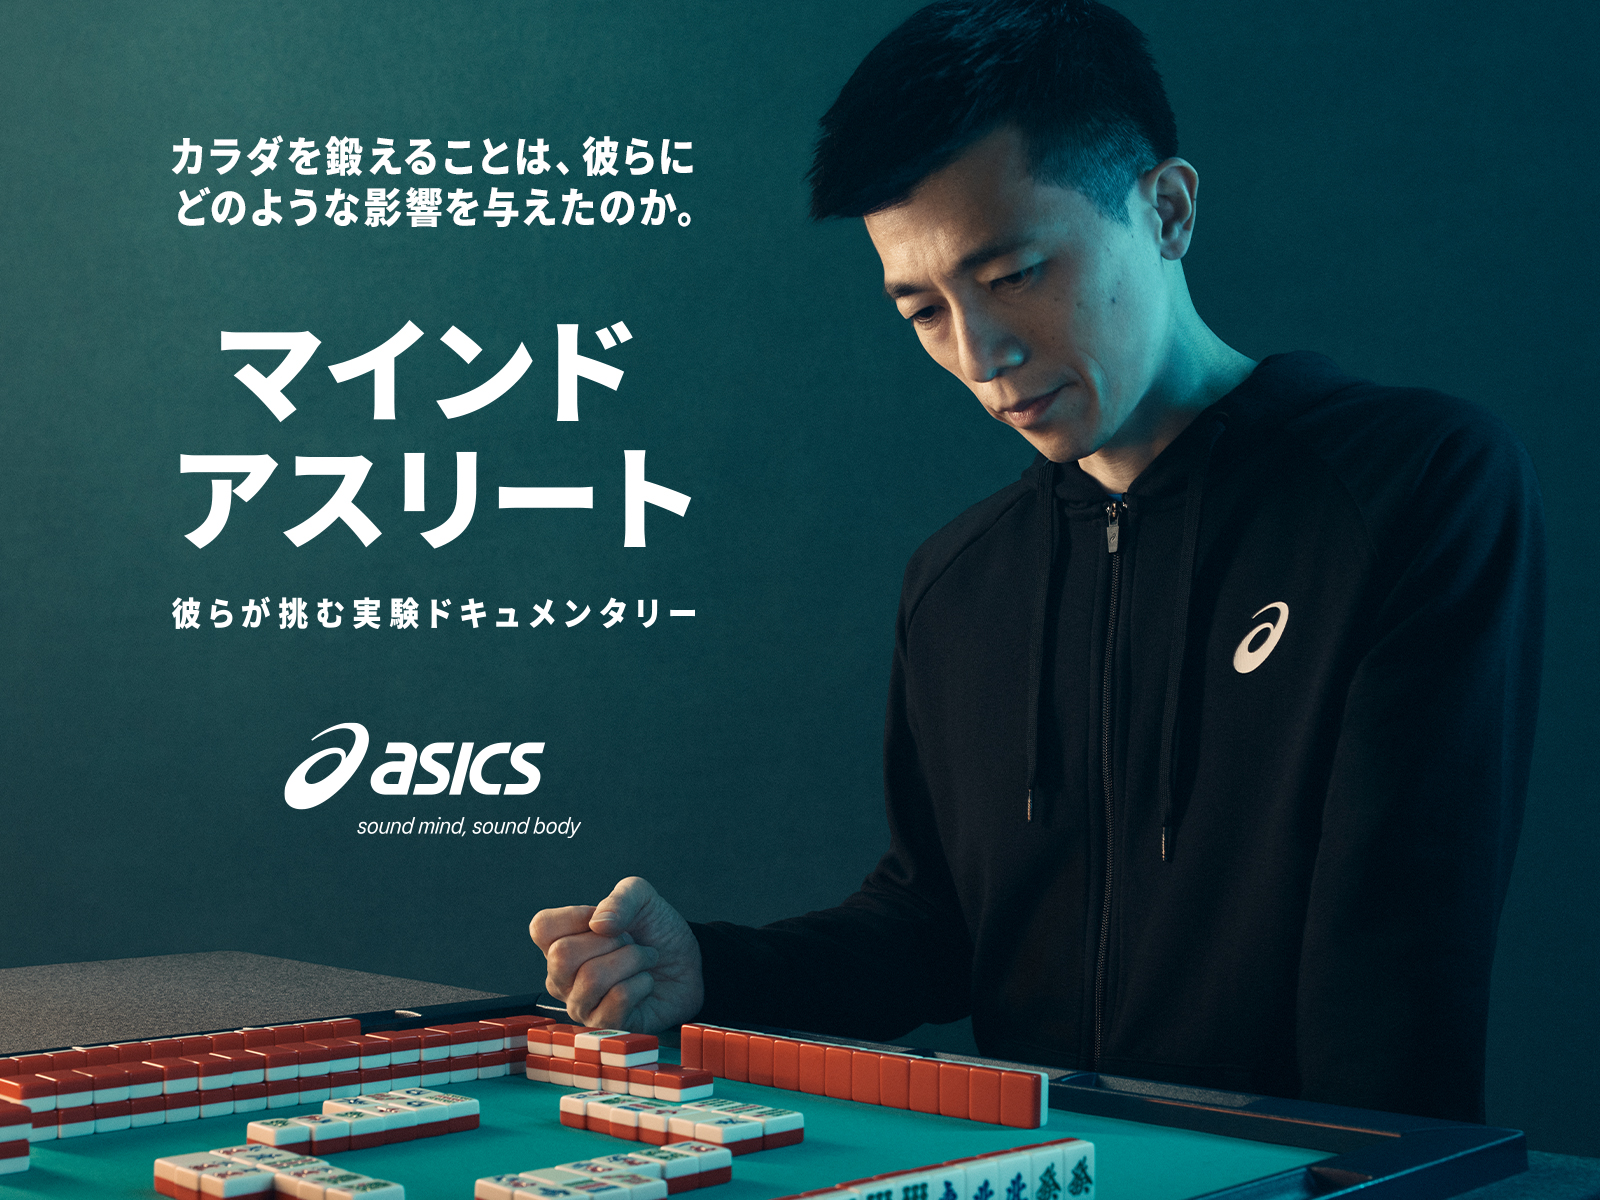 カラダを鍛えることは、彼らに
どのような影響を与えたのか。
マインド
アスリート
彼らが挑む実験ドキュメンタリー
asics
sound mind, sound body